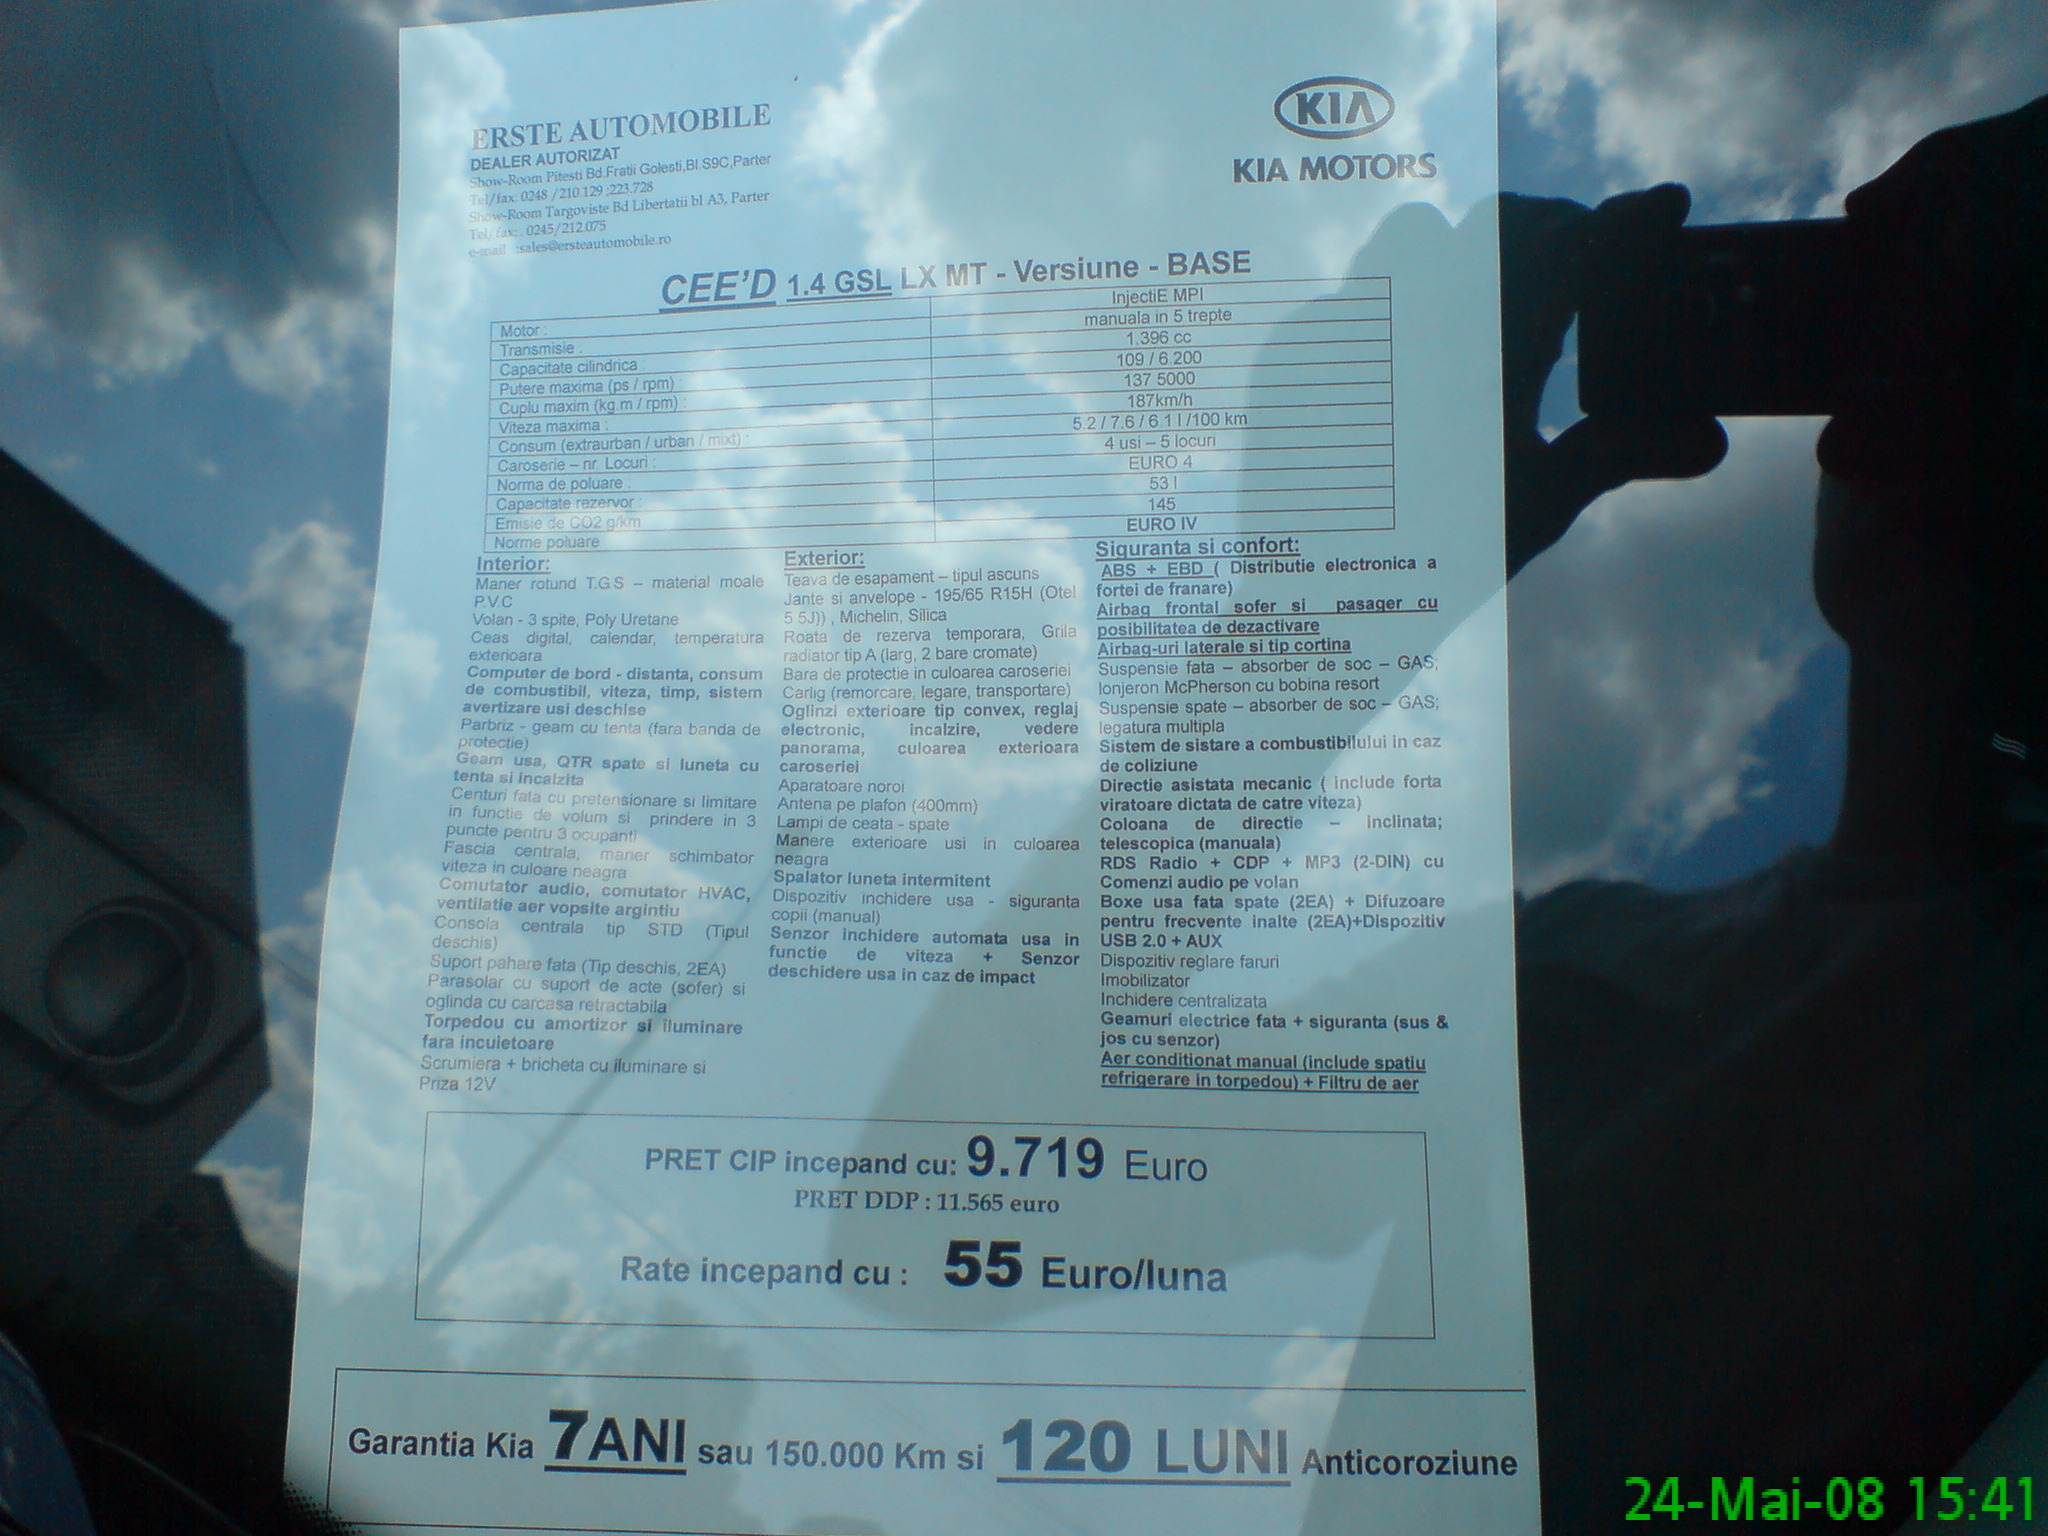 ERSTE AUTOMOBILE
DEALER AUTORIZAT
Show-Room Pitesti Bd.Fratii Golesti,Bl.S9C,Parter
Tel/fax: 0248 /210.129 ;223.728
Show-Room Targoviste Bd Libertatii bl A3, Parter
Tel/ fax: . 0245/212.075
e-mail :sales@ersteautomobile.ro
KIA
KIA MOTORS
CEE'D 1.4 GSL LX MT - Versiune - BASE
Motor : InjectiE MPI
Transmisie : manuala in 5 trepte
Capacitate cilindrica : 1.396 cc
Putere maxima (ps / rpm) : 109 / 6.200
Cuplu maxim (kg.m / rpm) : 137 5000
Viteza maxima : 187km/h
Consum (extraurban / urban / mixt) : 5.2 / 7,6 / 6.1 l /100 km
Caroserie – nr. Locuri : 4 usi – 5 locuri
Norma de poluare : EURO 4
Capacitate rezervor : 53 l
Emisie de CO2 g/km 145
Norme poluare EURO IV
Interior:
Maner rotund T.G.S – material moale
P.V.C
Volan - 3 spite, Poly Uretane
Ceas digital, calendar, temperatura
exterioara
Computer de bord - distanta, consum
de combustibil, viteza, timp, sistem
avertizare usi deschise
Parbriz - geam cu tenta (fara banda de
protectie)
Geam usa, QTR spate si luneta cu
tenta si incalzita
Centuri fata cu pretensionare si limitare
in functie de volum si prindere in 3
puncte pentru 3 ocupanti
Fascia centrala, maner schimbator
viteza in culoare neagra
Comutator audio, comutator HVAC,
ventilatie aer vopsite argintiu
Consola centrala tip STD (Tipul
deschis)
Suport pahare fata (Tip deschis, 2EA)
Parasolar cu suport de acte (sofer) si
oglinda cu carcasa retractabila
Torpedou cu amortizor si iluminare
fara incuietoare
Scrumiera + bricheta cu iluminare si
Priza 12V
Exterior:
Teava de esapament – tipul ascuns
Jante si anvelope - 195/65 R15H (Otel
5.5J)) , Michelin, Silica
Roata de rezerva temporara, Grila
radiator tip A (larg, 2 bare cromate)
Bara de protectie in culoarea caroseriei
Carlig (remorcare, legare, transportare)
Oglinzi exterioare tip convex, reglaj
electronic, incalzire, vedere
panorama, culoarea exterioara
caroseriei
Aparatoare noroi
Antena pe plafon (400mm)
Lampi de ceata - spate
Manere exterioare usi in culoarea
neagra
Spalator luneta intermitent
Dispozitiv inchidere usa - siguranta
copii (manual)
Senzor inchidere automata usa in
functie de viteza + Senzor
deschidere usa in caz de impact
Siguranta si confort:
ABS + EBD ( Distributie electronica a
fortei de franare)
Airbag frontal sofer si pasager cu
posibilitatea de dezactivare
Airbag-uri laterale si tip cortina
Suspensie fata – absorber de soc – GAS;
lonjeron McPherson cu bobina resort
Suspensie spate – absorber de soc – GAS;
legatura multipla
Sistem de sistare a combustibilului in caz
de coliziune
Directie asistata mecanic ( include forta
viratoare dictata de catre viteza)
Coloana de directie – inclinata;
telescopica (manuala)
RDS Radio + CDP + MP3 (2-DIN) cu
Comenzi audio pe volan
Boxe usa fata spate (2EA) + Difuzoare
pentru frecvente inalte (2EA)+Dispozitiv
USB 2.0 + AUX
Dispozitiv reglare faruri
Imobilizator
Inchidere centralizata
Geamuri electrice fata + siguranta (sus &
jos cu senzor)
Aer conditionat manual (include spatiu
refrigerare in torpedou) + Filtru de aer
PRET CIP incepand cu: 9.719 Euro
PRET DDP : 11.565 euro
Rate incepand cu : 55 Euro/luna
Garantia Kia 7ANI sau 150.000 Km si 120 LUNI Anticoroziune
24-Mai-08 15:41